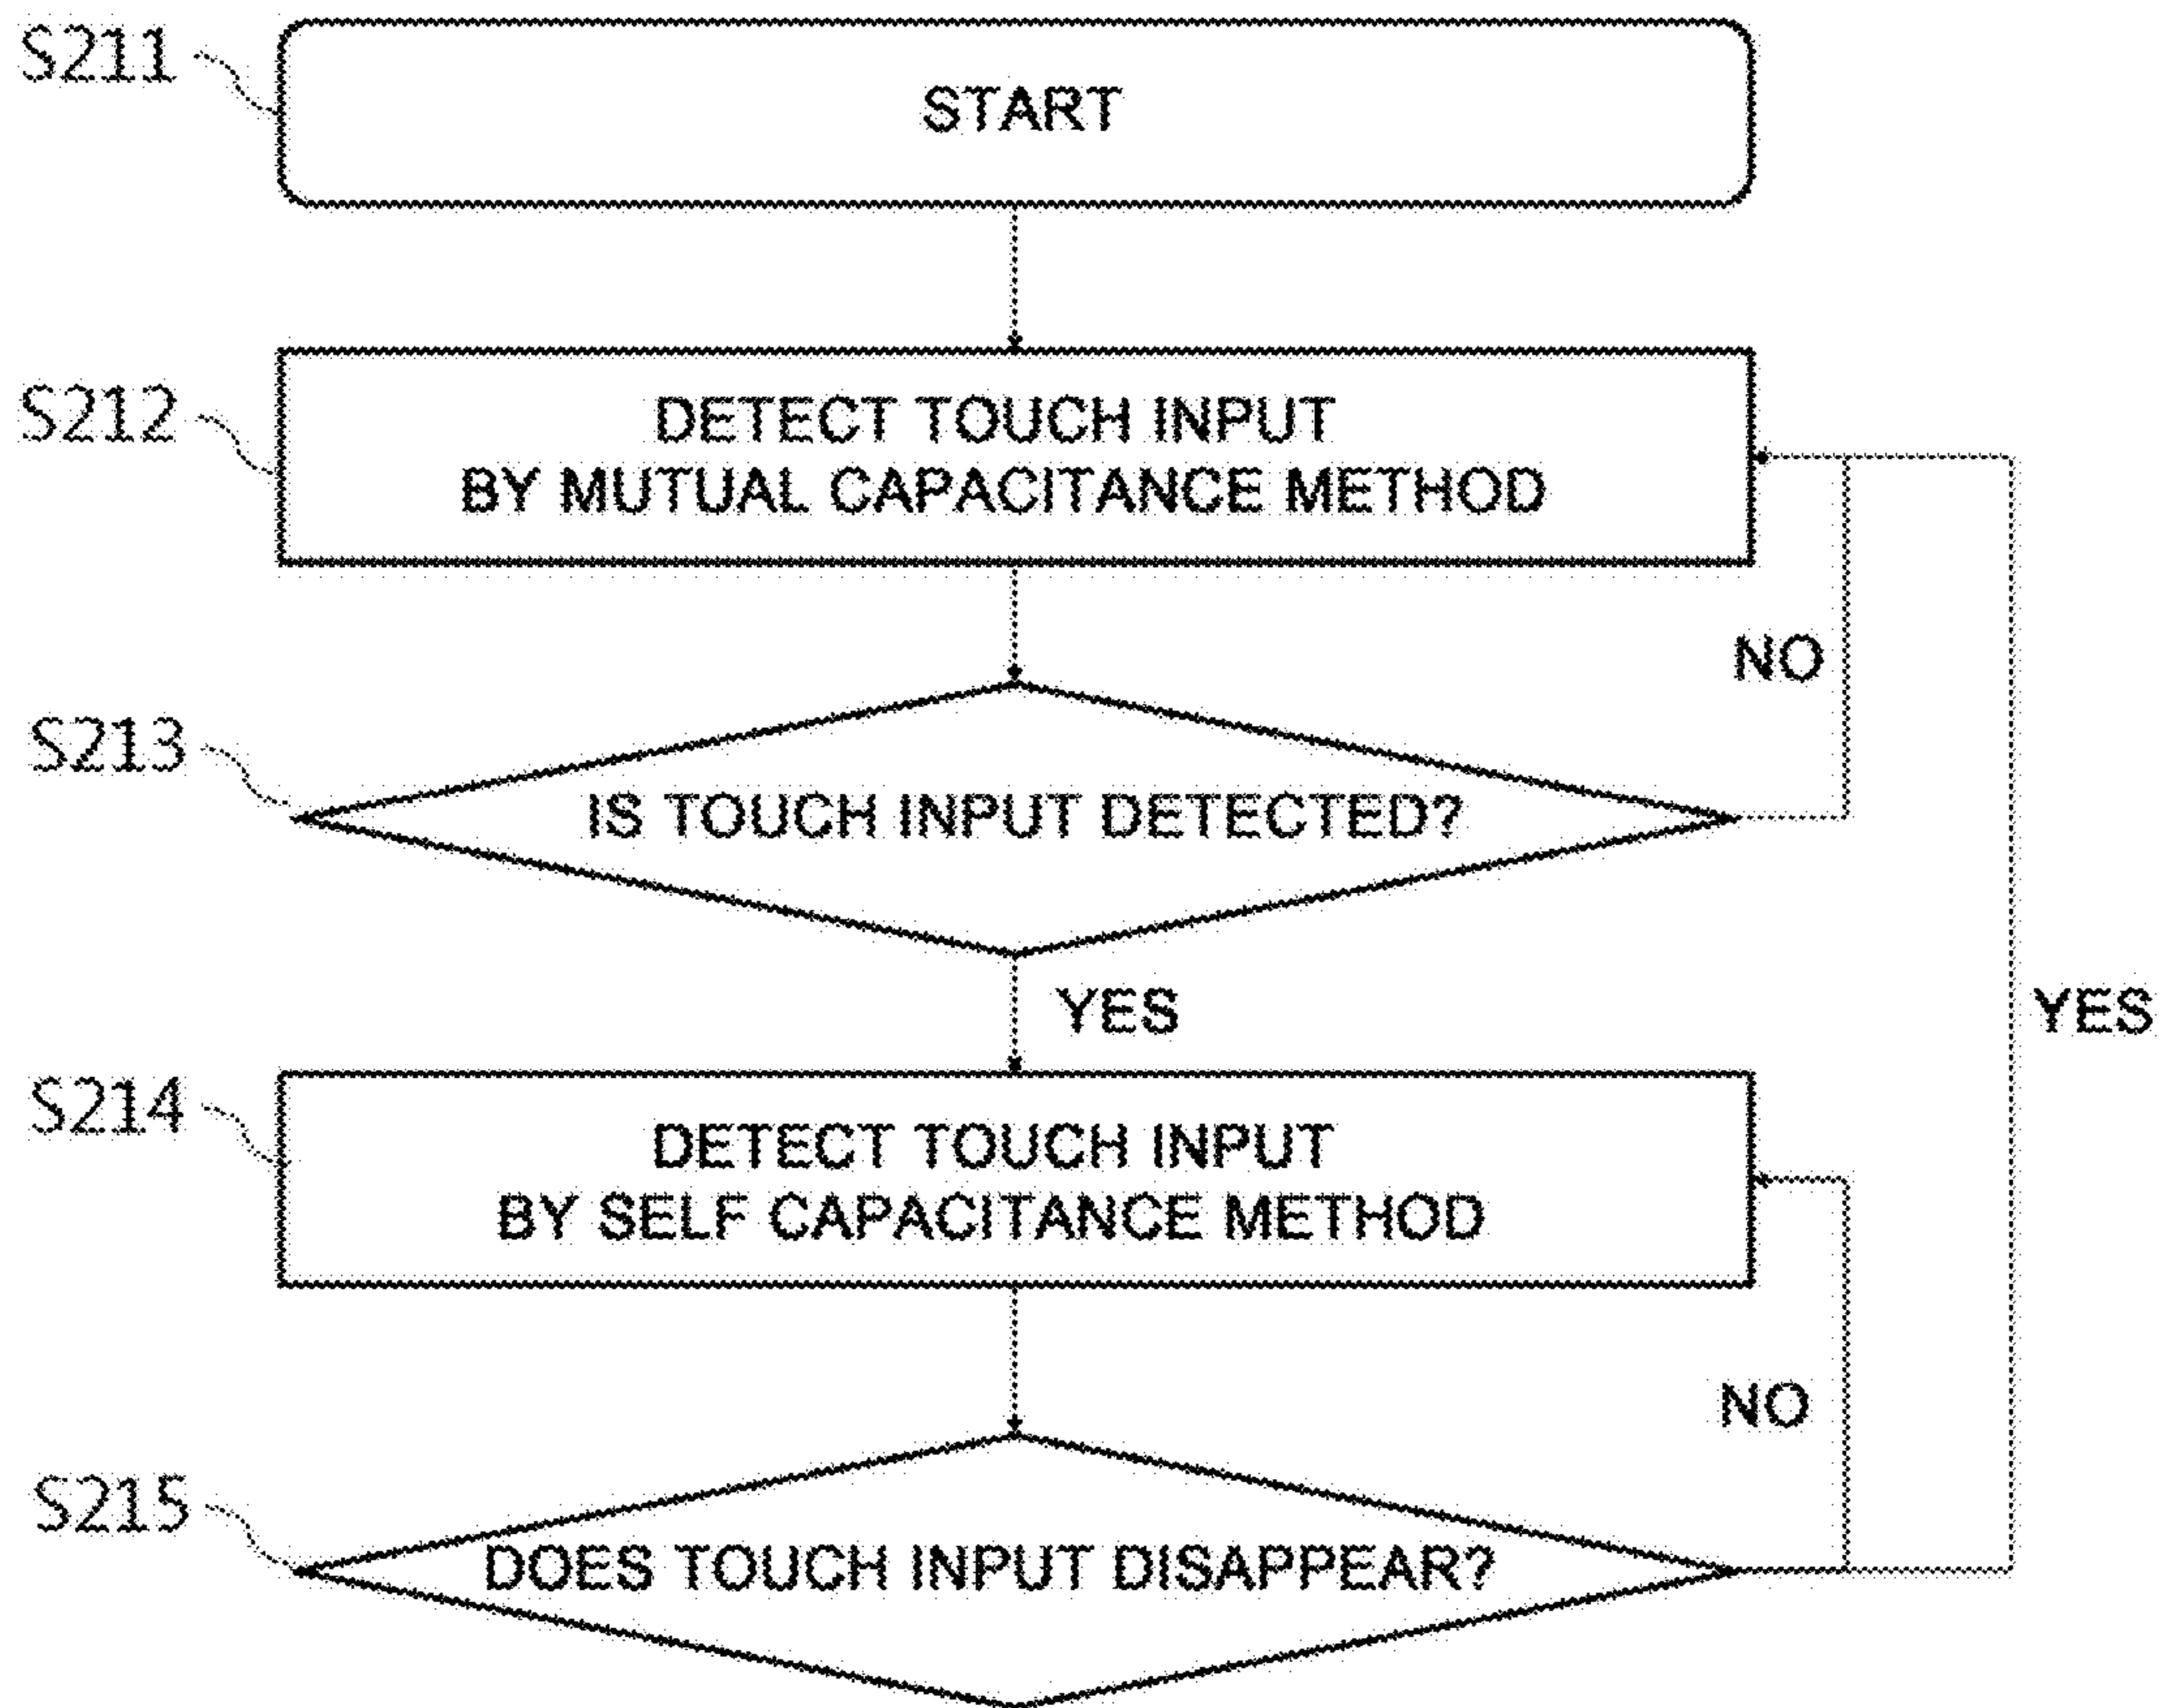 S211
START
S212
DETECT TOUCH INPUT
BY MUTUAL CAPACITANCE METHOD
NO
S213
IS TOUCH INPUT DETECTED?
YES
YES
S214
DETECT TOUCH INPUT
BY SELF CAPACITANCE METHOD
NO
S215
DOES TOUCH INPUT DISAPPEAR?